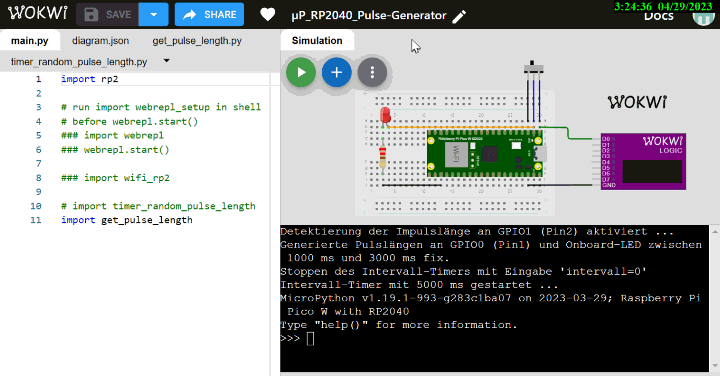 WOKWi
SAVE
SHARE
µP_RP2040_Pulse-Generator
3:24:36 04/29/2023
Docs
main.py
diagram.json
get_pulse_length.py
timer_random_pulse_length.py
Simulation
1 import rp2
2
3 # run import webrepl_setup in shell
4 # before webrepl.start()
5 ### import webrepl
6 ### webrepl.start()
7
8 ### import wifi_rp2
9
10 # import timer_random_pulse_length
11 import get_pulse_length
WOKWi
WOKWi
LOGIC
D0
D1
D2
D3
D4
D5
D6
D7
GND
WiFi
Detektierung der Impulslänge an GPIO1 (Pin2) aktiviert ...
Generierte Pulslängen an GPIO0 (Pin1) und Onboard-LED zwischen
1000 ms und 3000 ms fix.
Stoppen des Intervall-Timers mit Eingabe 'intervall=0'
Intervall-Timer mit 5000 ms gestartet ...
MicroPython v1.19.1-993-g283c1ba07 on 2023-03-29; Raspberry Pi
Pico W with RP2040
Type "help()" for more information.
>>>